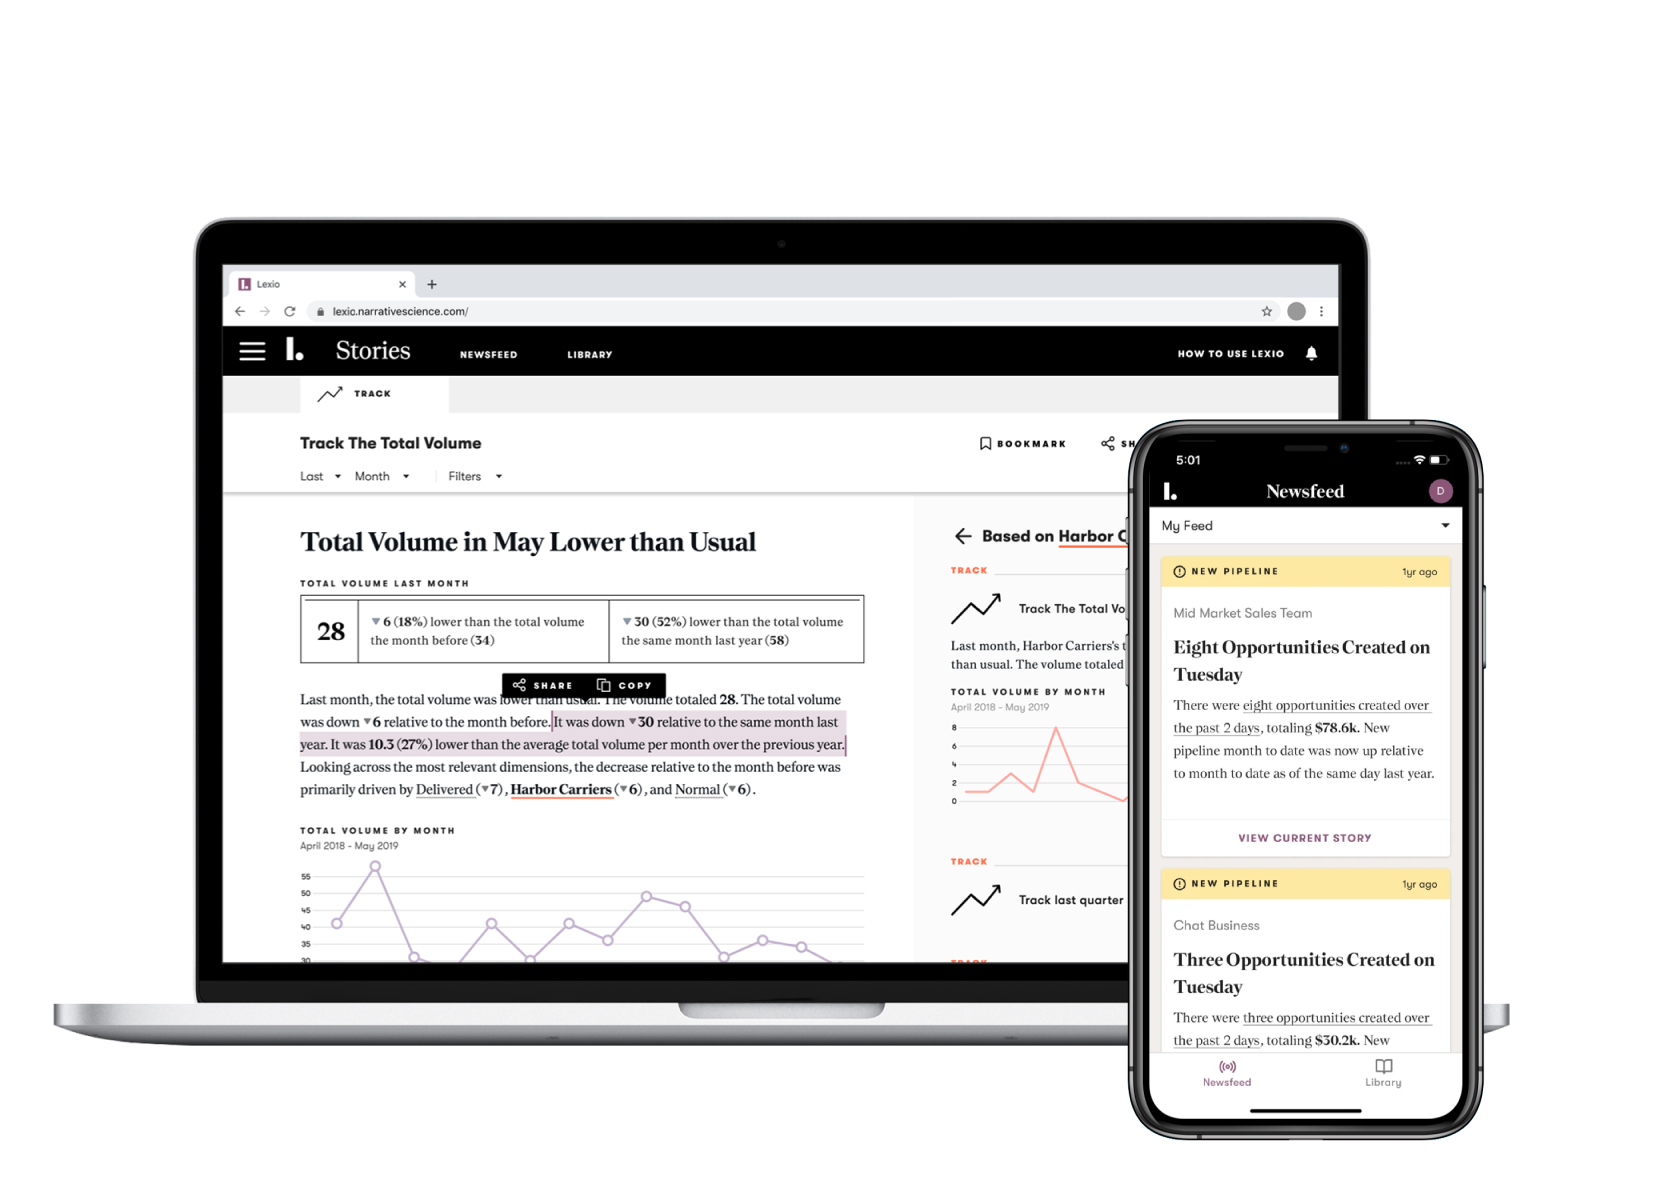 Lexio
lexio.narrativescience.com/
l.
Stories
NEWSFEED
LIBRARY
HOW TO USE LEXIO
TRACK
Track The Total Volume
BOOKMARK
Last
Month
Filters
Total Volume in May Lower than Usual
TOTAL VOLUME LAST MONTH
28
▼6 (18%) lower than the total volume
the month before (34)
▼30 (52%) lower than the total volume
the same month last year (58)
SHARE COPY
Last month, the total volume was lower than usual. The volume totaled 28. The total volume
was down ▼6 relative to the month before. It was down ▼30 relative to the same month last
year. It was 10.3 (27%) lower than the average total volume per month over the previous year.
Looking across the most relevant dimensions, the decrease relative to the month before was
primarily driven by Delivered (▼7), Harbor Carriers (▼6), and Normal (▼6).
TOTAL VOLUME BY MONTH
April 2018 - May 2019
55
50
45
40
35
30
Based on Harbor
TRACK
Track The Total Vo
Last month, Harbor Carriers's
than usual. The volume totaled
TOTAL VOLUME BY MONTH
April 2018 - May 2019
8
6
4
2
0
TRACK
Track last quarter
TRACK
5:01
l.
Newsfeed
D
My Feed
NEW PIPELINE
1yr ago
Mid Market Sales Team
Eight Opportunities Created on
Tuesday
There were eight opportunities created over
the past 2 days, totaling $78.6k. New
pipeline month to date was now up relative
to month to date as of the same day last year.
VIEW CURRENT STORY
NEW PIPELINE
1yr ago
Chat Business
Three Opportunities Created on
Tuesday
There were three opportunities created over
the past 2 days, totaling $30.2k. New
Newsfeed
Library